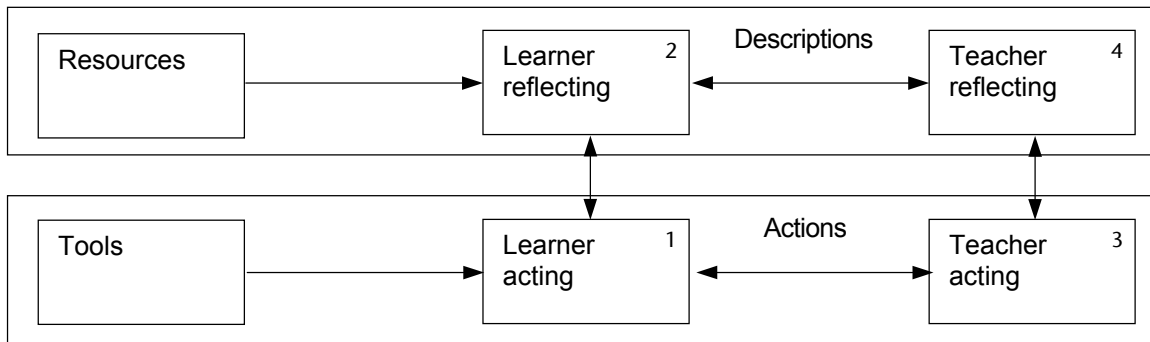 Resources
Learner
reflecting
2
Descriptions
Teacher
reflecting
4
Tools
Learner
acting
1
Actions
Teacher
acting
3